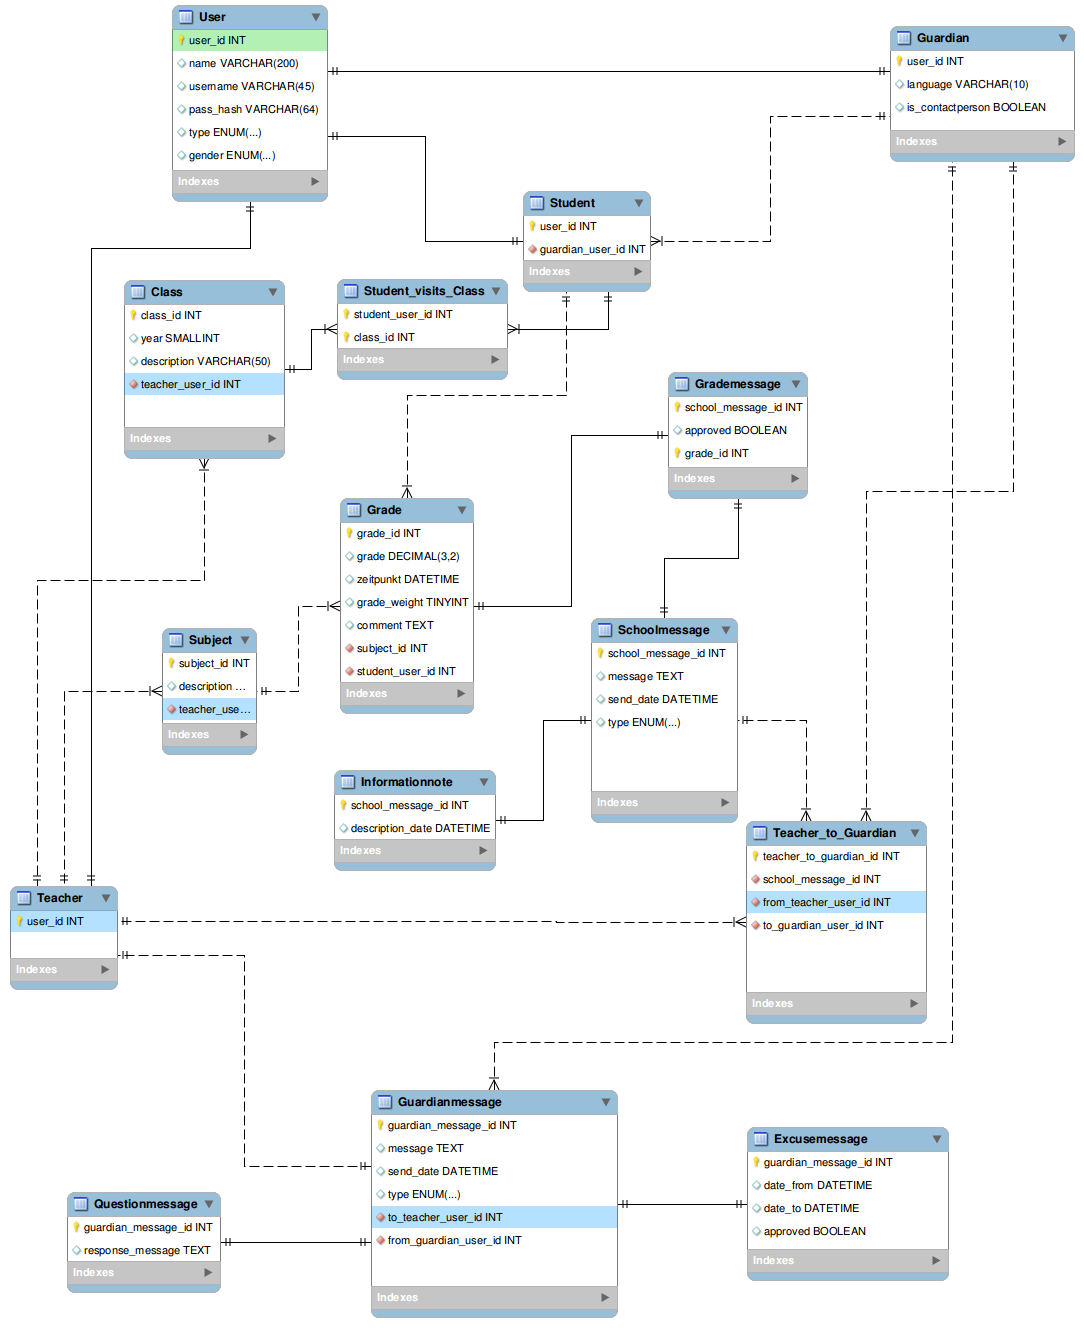 User
user_id INT
name VARCHAR(200)
username VARCHAR(45)
pass_hash VARCHAR(64)
type ENUM(...)
gender ENUM(...)
Indexes
Guardian
user_id INT
language VARCHAR(10)
is_contactperson BOOLEAN
Indexes
Student
user_id INT
guardian_user_id INT
Indexes
Class
class_id INT
year SMALLINT
description VARCHAR(50)
teacher_user_id INT
Indexes
Student_visits_Class
student_user_id INT
class_id INT
Indexes
Grademessage
school_message_id INT
approved BOOLEAN
grade_id INT
Indexes
Grade
grade_id INT
grade DECIMAL(3,2)
zeitpunkt DATETIME
grade_weight TINYINT
comment TEXT
subject_id INT
student_user_id INT
Indexes
Subject
subject_id INT
description ...
teacher_use...
Indexes
Schoolmessage
school_message_id INT
message TEXT
send_date DATETIME
type ENUM(...)
Indexes
Informationnote
school_message_id INT
description_date DATETIME
Indexes
Teacher_to_Guardian
teacher_to_guardian_id INT
school_message_id INT
from_teacher_user_id INT
to_guardian_user_id INT
Indexes
Teacher
user_id INT
Indexes
Guardianmessage
guardian_message_id INT
message TEXT
send_date DATETIME
type ENUM(...)
to_teacher_user_id INT
from_guardian_user_id INT
Indexes
Excusemessage
guardian_message_id INT
date_from DATETIME
date_to DATETIME
approved BOOLEAN
Indexes
Questionmessage
guardian_message_id INT
response_message TEXT
Indexes